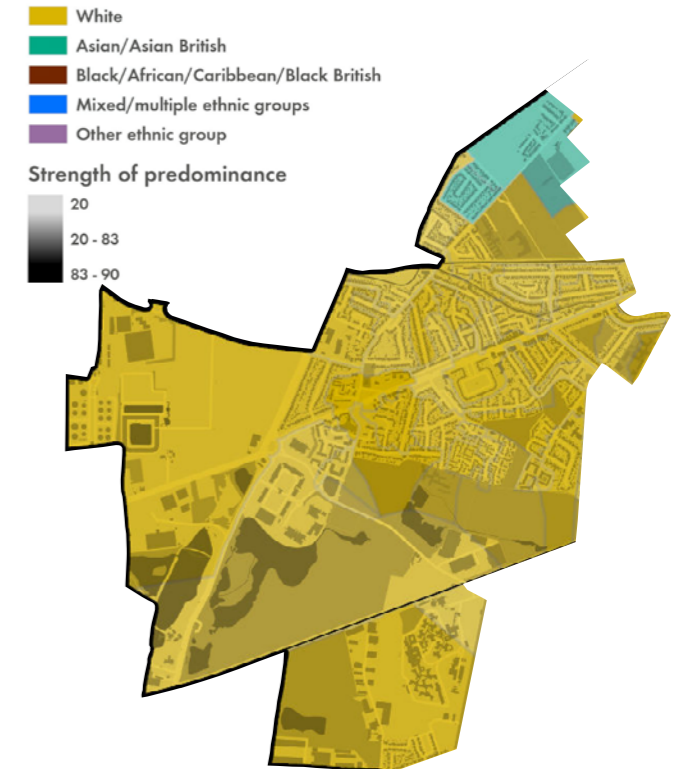 White
Asian/Asian British
Black/African/Caribbean/Black British
Mixed/multiple ethnic groups
Other ethnic group
Strength of predominance
20
20 - 83
83 - 90